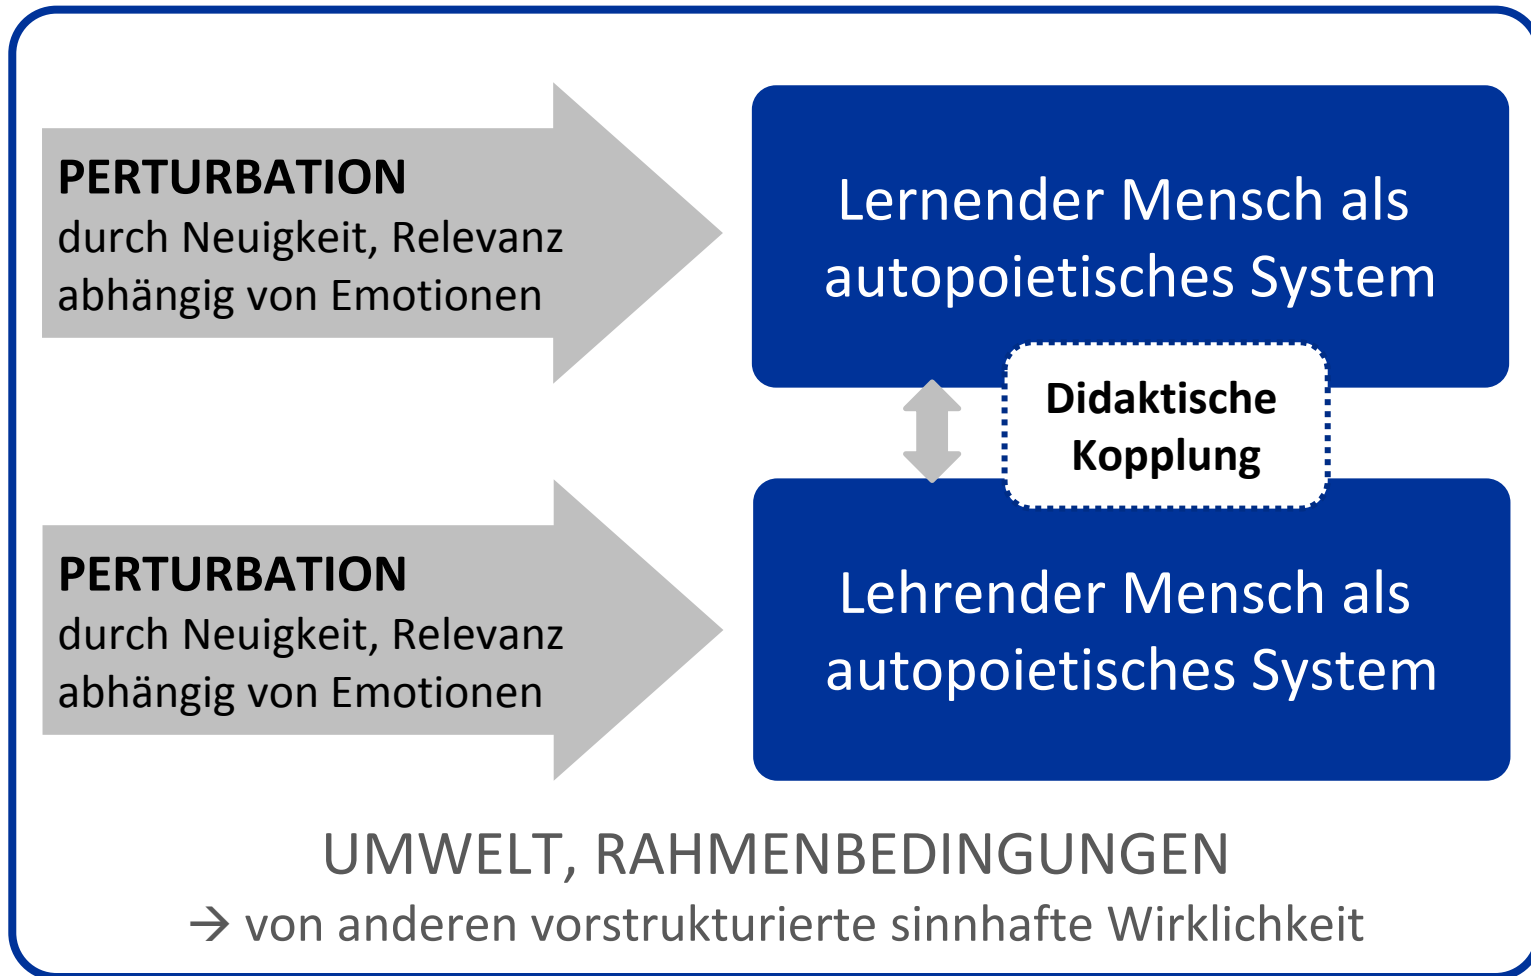 PERTURBATION
durch Neuigkeit, Relevanz
abhängig von Emotionen
Lernender Mensch als
autopoietisches System
Didaktische
Kopplung
PERTURBATION
durch Neuigkeit, Relevanz
abhängig von Emotionen
Lehrender Mensch als
autopoietisches System
UMWELT, RAHMENBEDINGUNGEN
→ von anderen vorstrukturierte sinnhafte Wirklichkeit